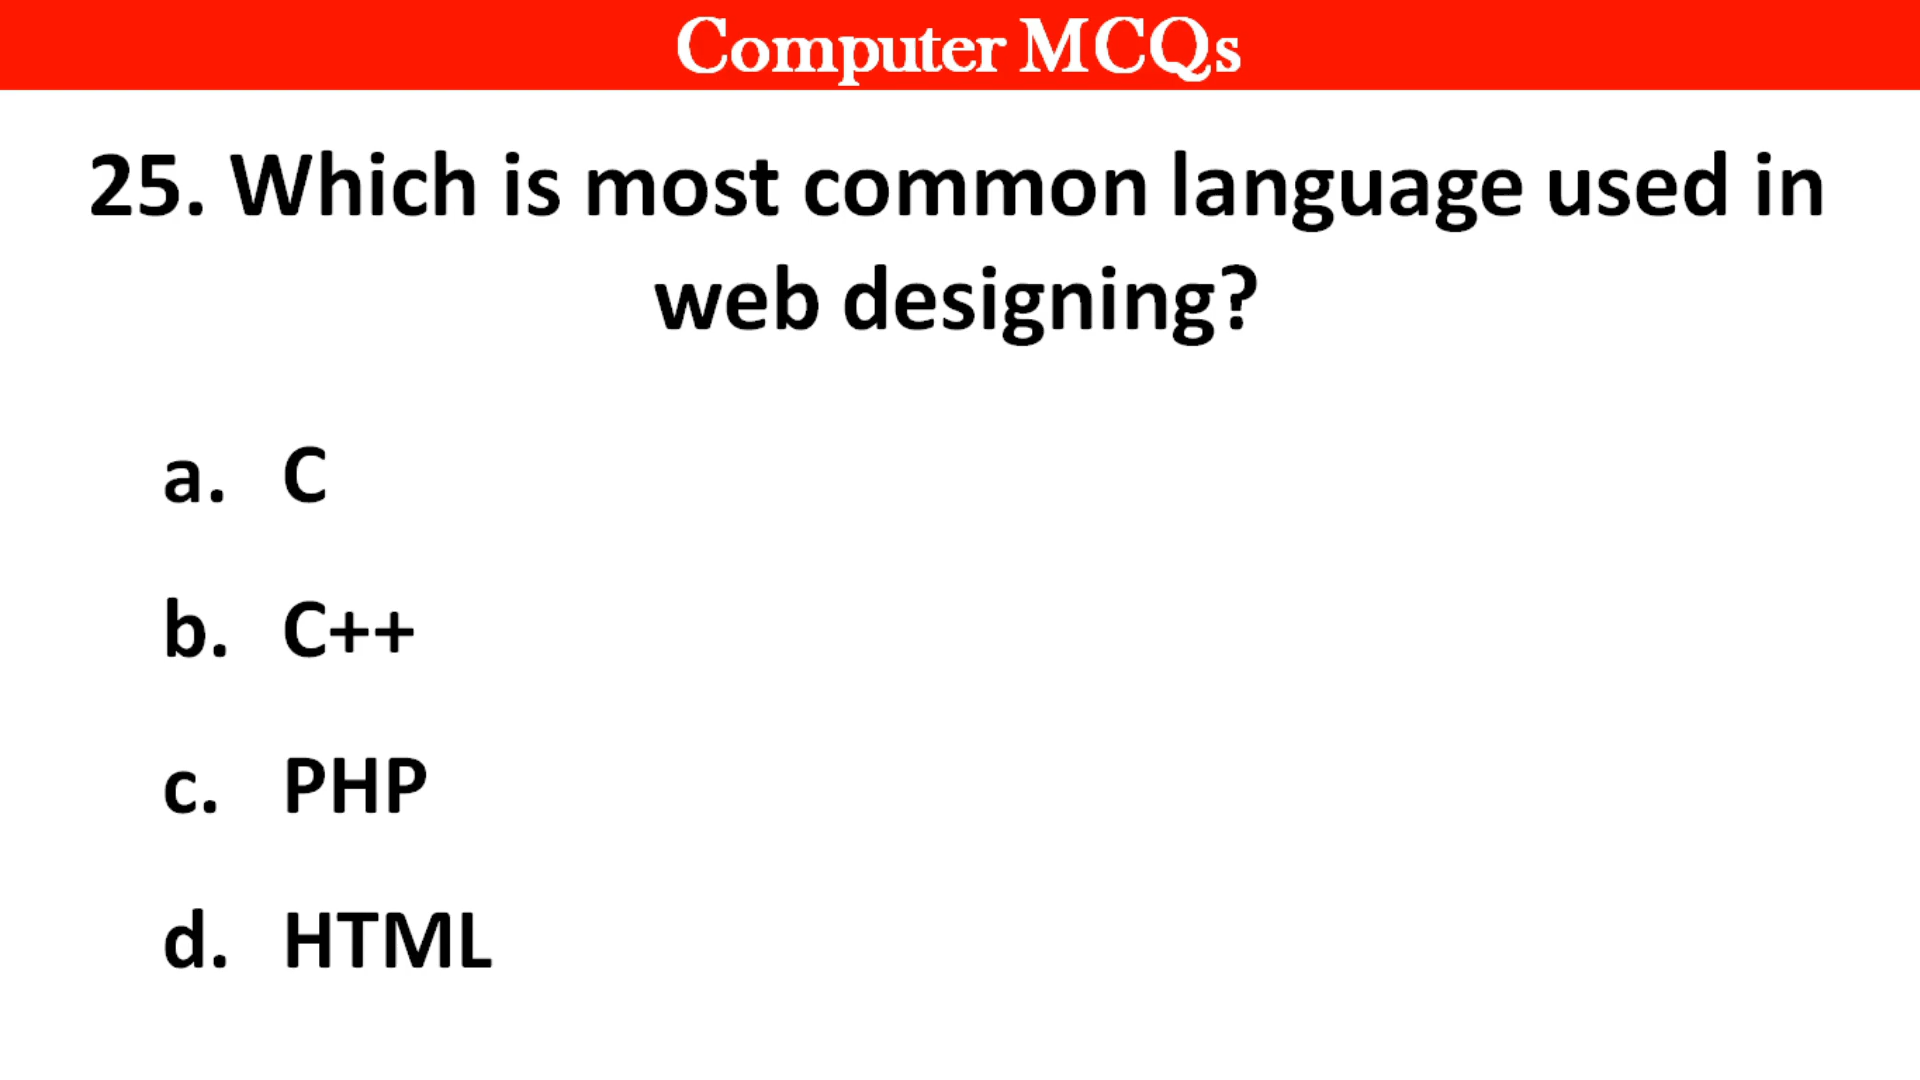 Computer MCQs
25. Which is most common language used in
web designing?
a. C
b. C++
c. PHP
d. HTML